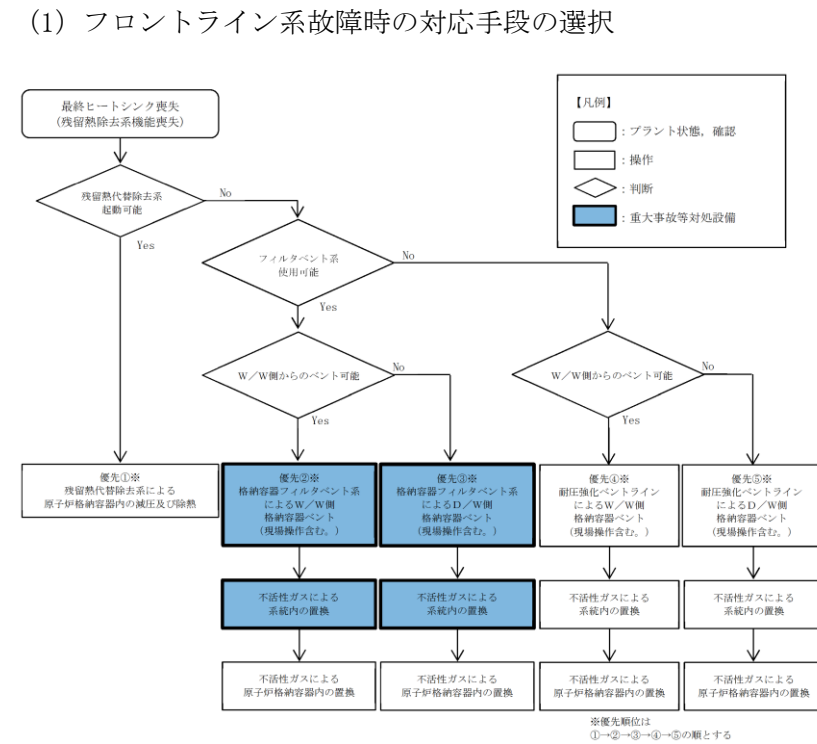 (1) フロントライン系故障時の対応手段の選択
最終ヒートシンク喪失
(残留熱除去系機能喪失)
【凡例】
：プラント状態，確認
：操作
：判断
：重大事故等対処設備
残留熱代替除去系
起動可能
No
Yes
フィルタベント系
使用可能
No
Yes
W／W側からのベント可能
No
Yes
W／W側からのベント可能
No
Yes
優先①※
残留熱代替除去系による
原子炉格納容器内の減圧及び除熱
優先②※
格納容器フィルタベント系
によるW／W側
格納容器ベント
(現場操作含む。)
優先③※
格納容器フィルタベント系
によるD／W側
格納容器ベント
(現場操作含む。)
優先④※
耐圧強化ベントライン
によるW／W側
格納容器ベント
(現場操作含む。)
優先⑤※
耐圧強化ベントライン
によるD／W側
格納容器ベント
(現場操作含む。)
不活性ガスによる
系統内の置換
不活性ガスによる
系統内の置換
不活性ガスによる
系統内の置換
不活性ガスによる
系統内の置換
不活性ガスによる
原子炉格納容器内の置換
不活性ガスによる
原子炉格納容器内の置換
不活性ガスによる
原子炉格納容器内の置換
不活性ガスによる
原子炉格納容器内の置換
※優先順位は
①→②→③→④→⑤の順とする